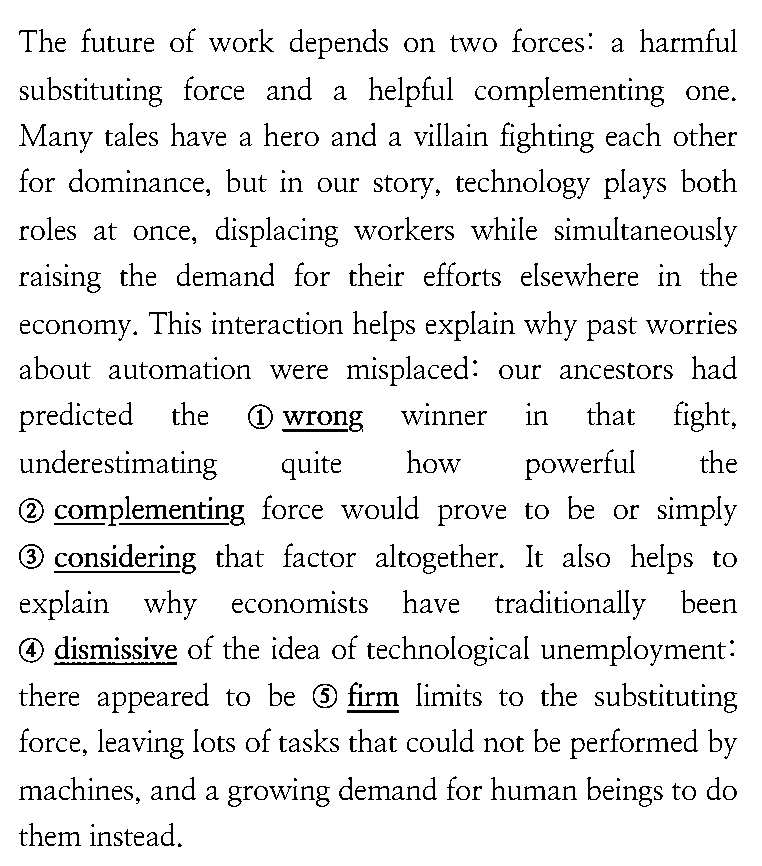 The future of work depends on two forces: a harmful
substituting force and a helpful complementing one.
Many tales have a hero and a villain fighting each other
for dominance, but in our story, technology plays both
roles at once, displacing workers while simultaneously
raising the demand for their efforts elsewhere in the
economy. This interaction helps explain why past worries
about automation were misplaced: our ancestors had
predicted the ① wrong winner in that fight,
underestimating quite how powerful the
② complementing force would prove to be or simply
③ considering that factor altogether. It also helps to
explain why economists have traditionally been
④ dismissive of the idea of technological unemployment:
there appeared to be ⑤ firm limits to the substituting
force, leaving lots of tasks that could not be performed by
machines, and a growing demand for human beings to do
them instead.